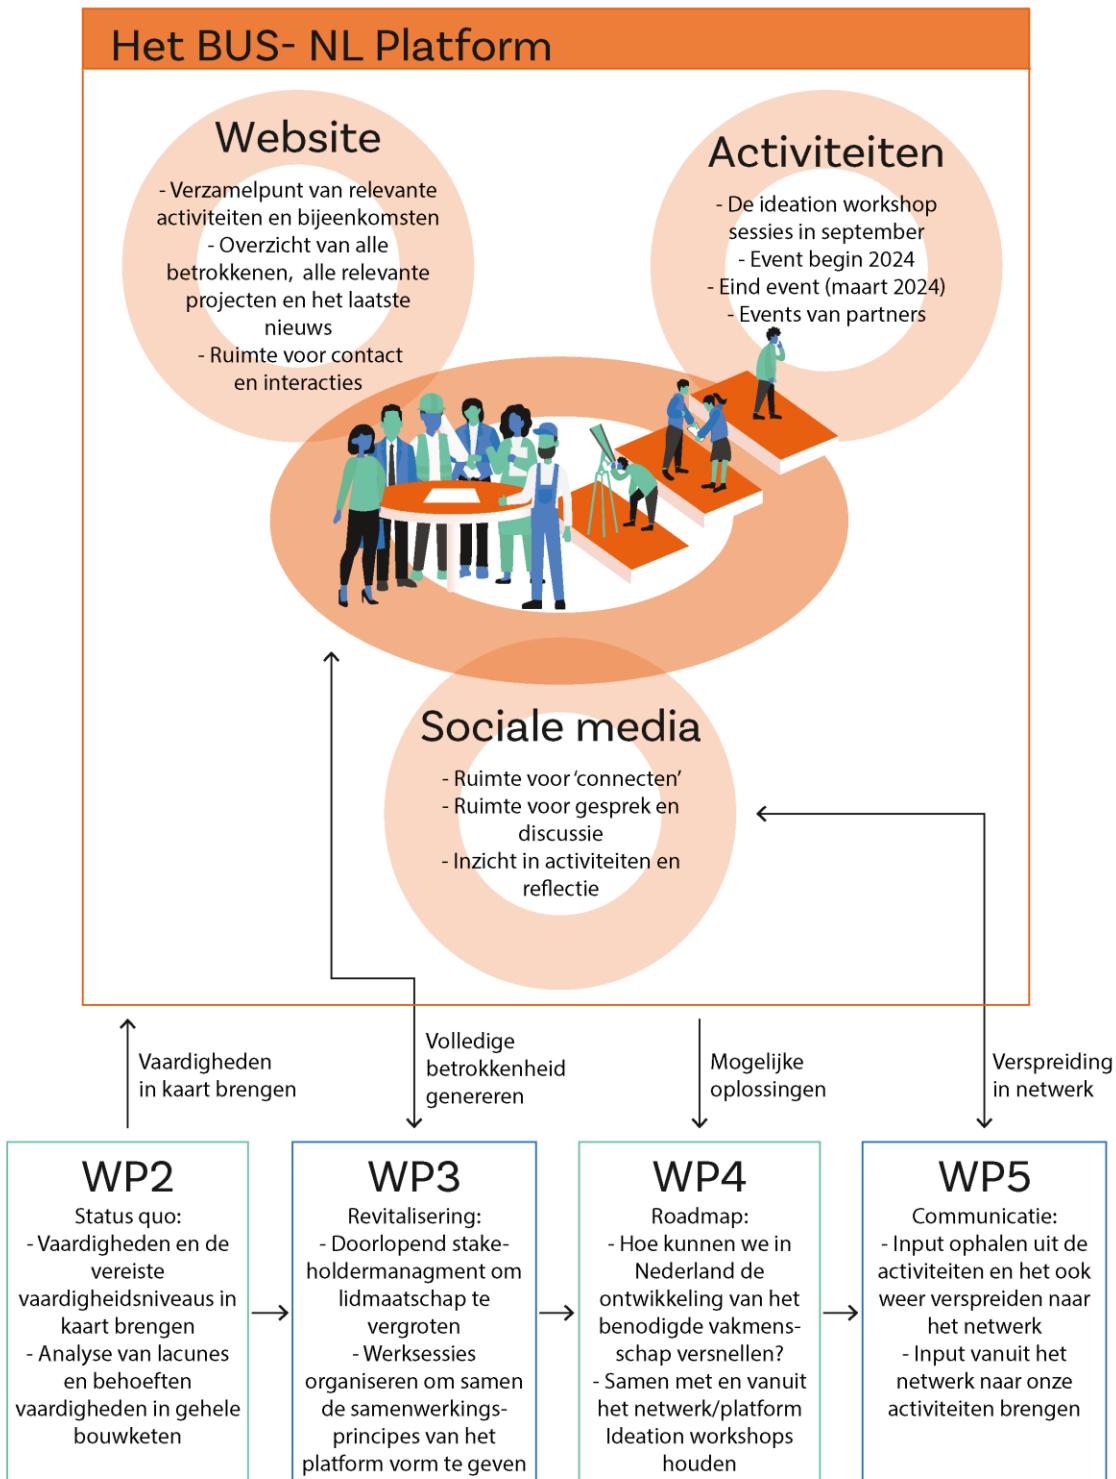 Het BUS- NL Platform
Website
- Verzamelpunt van relevante
activiteiten en bijeenkomsten
- Overzicht van alle
betrokkenen, alle relevante
projecten en het laatste
nieuws
- Ruimte voor contact
en interacties
Activiteiten
- De ideation workshop
sessies in september
- Event begin 2024
- Eind event (maart 2024)
- Events van partners
Sociale media
- Ruimte voor ‘connecten’
- Ruimte voor gesprek en
discussie
- Inzicht in activiteiten en
reflectie
Vaardigheden
in kaart brengen
Volledige
betrokkenheid
genereren
Mogelijke
oplossingen
Verspreiding
in netwerk
WP2
Status quo:
- Vaardigheden en de
vereiste
vaardigheidsniveaus in
kaart brengen
- Analyse van lacunes
en behoeften
vaardigheden in gehele
bouwketen
WP3
Revitalisering:
- Doorlopend stake-
holdermanagment om
lidmaatschap te
vergroten
- Werksessies
organiseren om samen
de samenwerkings-
principes van het
platform vorm te geven
WP4
Roadmap:
- Hoe kunnen we in
Nederland de
ontwikkeling van het
benodigde vakmens-
schap versnellen?
- Samen met en vanuit
het netwerk/platform
Ideation workshops
houden
WP5
Communicatie:
- Input ophalen uit de
activiteiten en het ook
weer verspreiden naar
het netwerk
- Input vanuit het
netwerk naar onze
activiteiten brengen